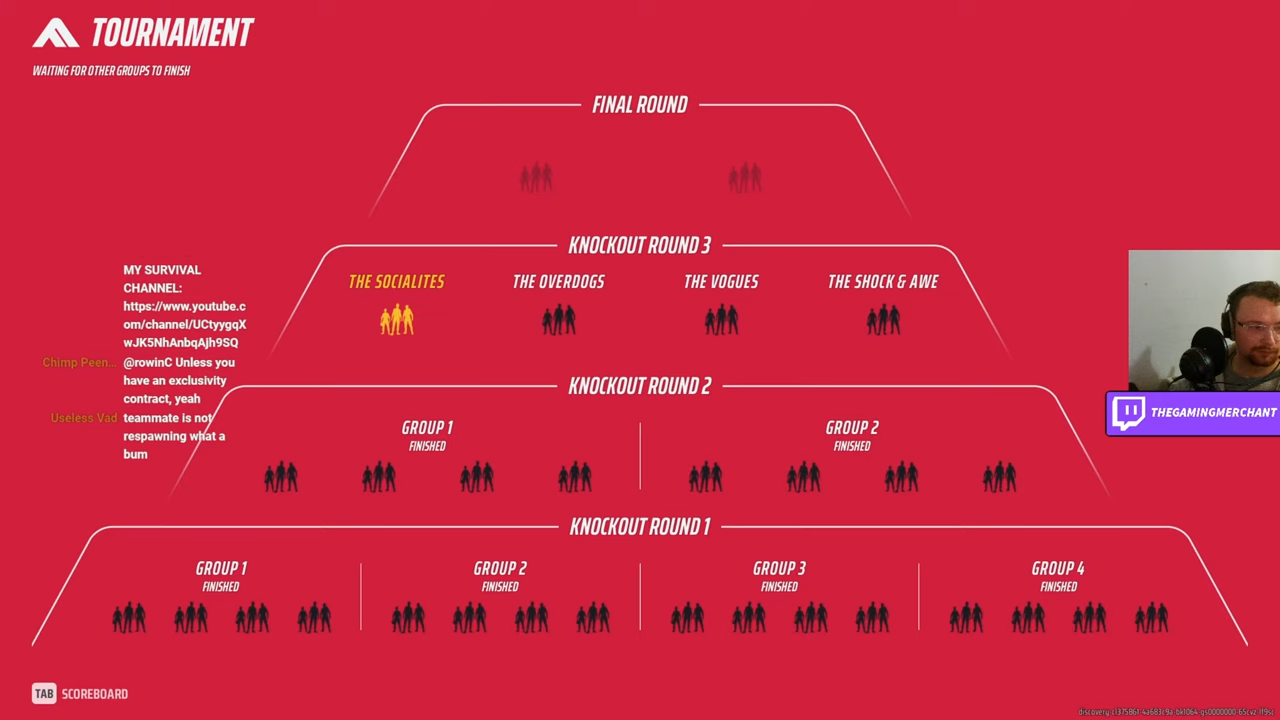 TOURNAMENT
WAITING FOR OTHER GROUPS TO FINISH
FINAL ROUND
KNOCKOUT ROUND 3
THE SOCIALITES
THE OVERDOGS
THE VOGUES
THE SHOCK & AWE
MY SURVIVAL
CHANNEL:
https://www.youtube.c
om/channel/UCtyygqX
wJK5NhAnbqAjh9SQ
Chimp Peen... @rowinC Unless you
have an exclusivity
contract, yeah
Useless Vad teammate is not
respawning what a
bum
THEGAMINGMERCHANT
KNOCKOUT ROUND 2
GROUP 1
FINISHED
GROUP 2
FINISHED
KNOCKOUT ROUND 1
GROUP 1
FINISHED
GROUP 2
FINISHED
GROUP 3
FINISHED
GROUP 4
FINISHED
TAB SCOREBOARD